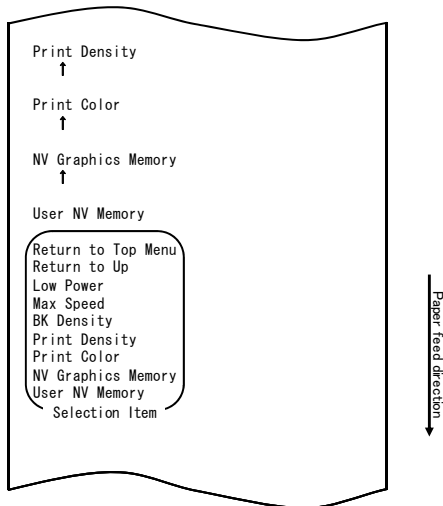 Print Density
↑
Print Color
↑
NV Graphics Memory
↑
User NV Memory
Return to Top Menu
Return to Up
Low Power
Max Speed
BK Density
Print Density
Print Color
NV Graphics Memory
User NV Memory
Selection Item
Paper feed direction